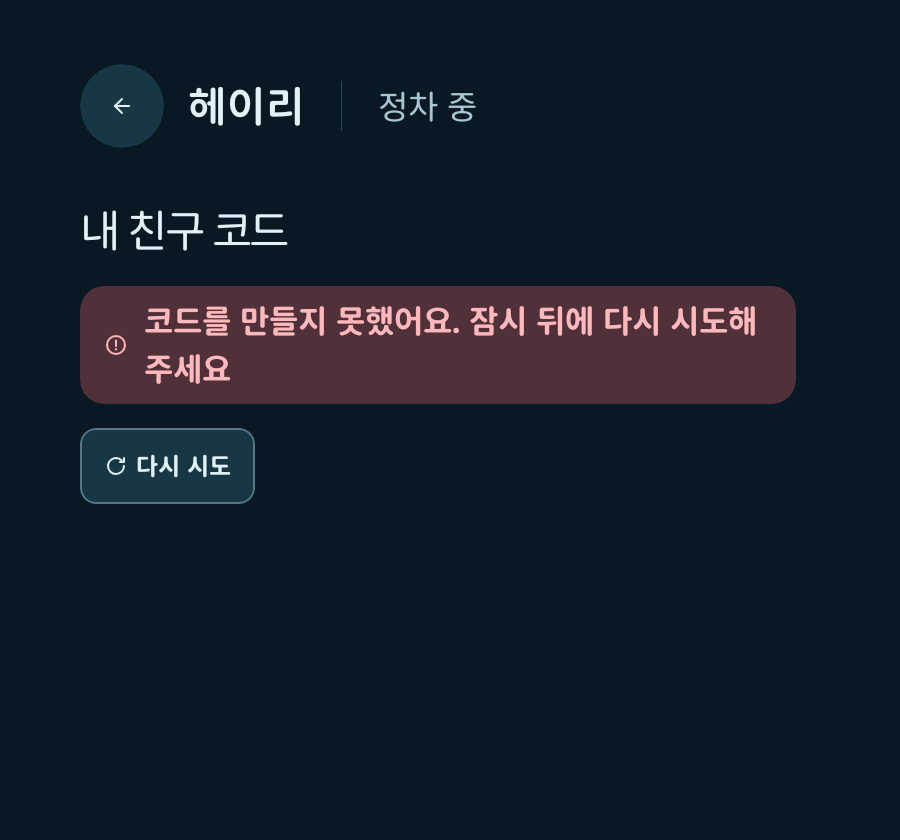 헤이리
정차 중
내 친구 코드
코드를 만들지 못했어요. 잠시 뒤에 다시 시도해
주세요
다시 시도